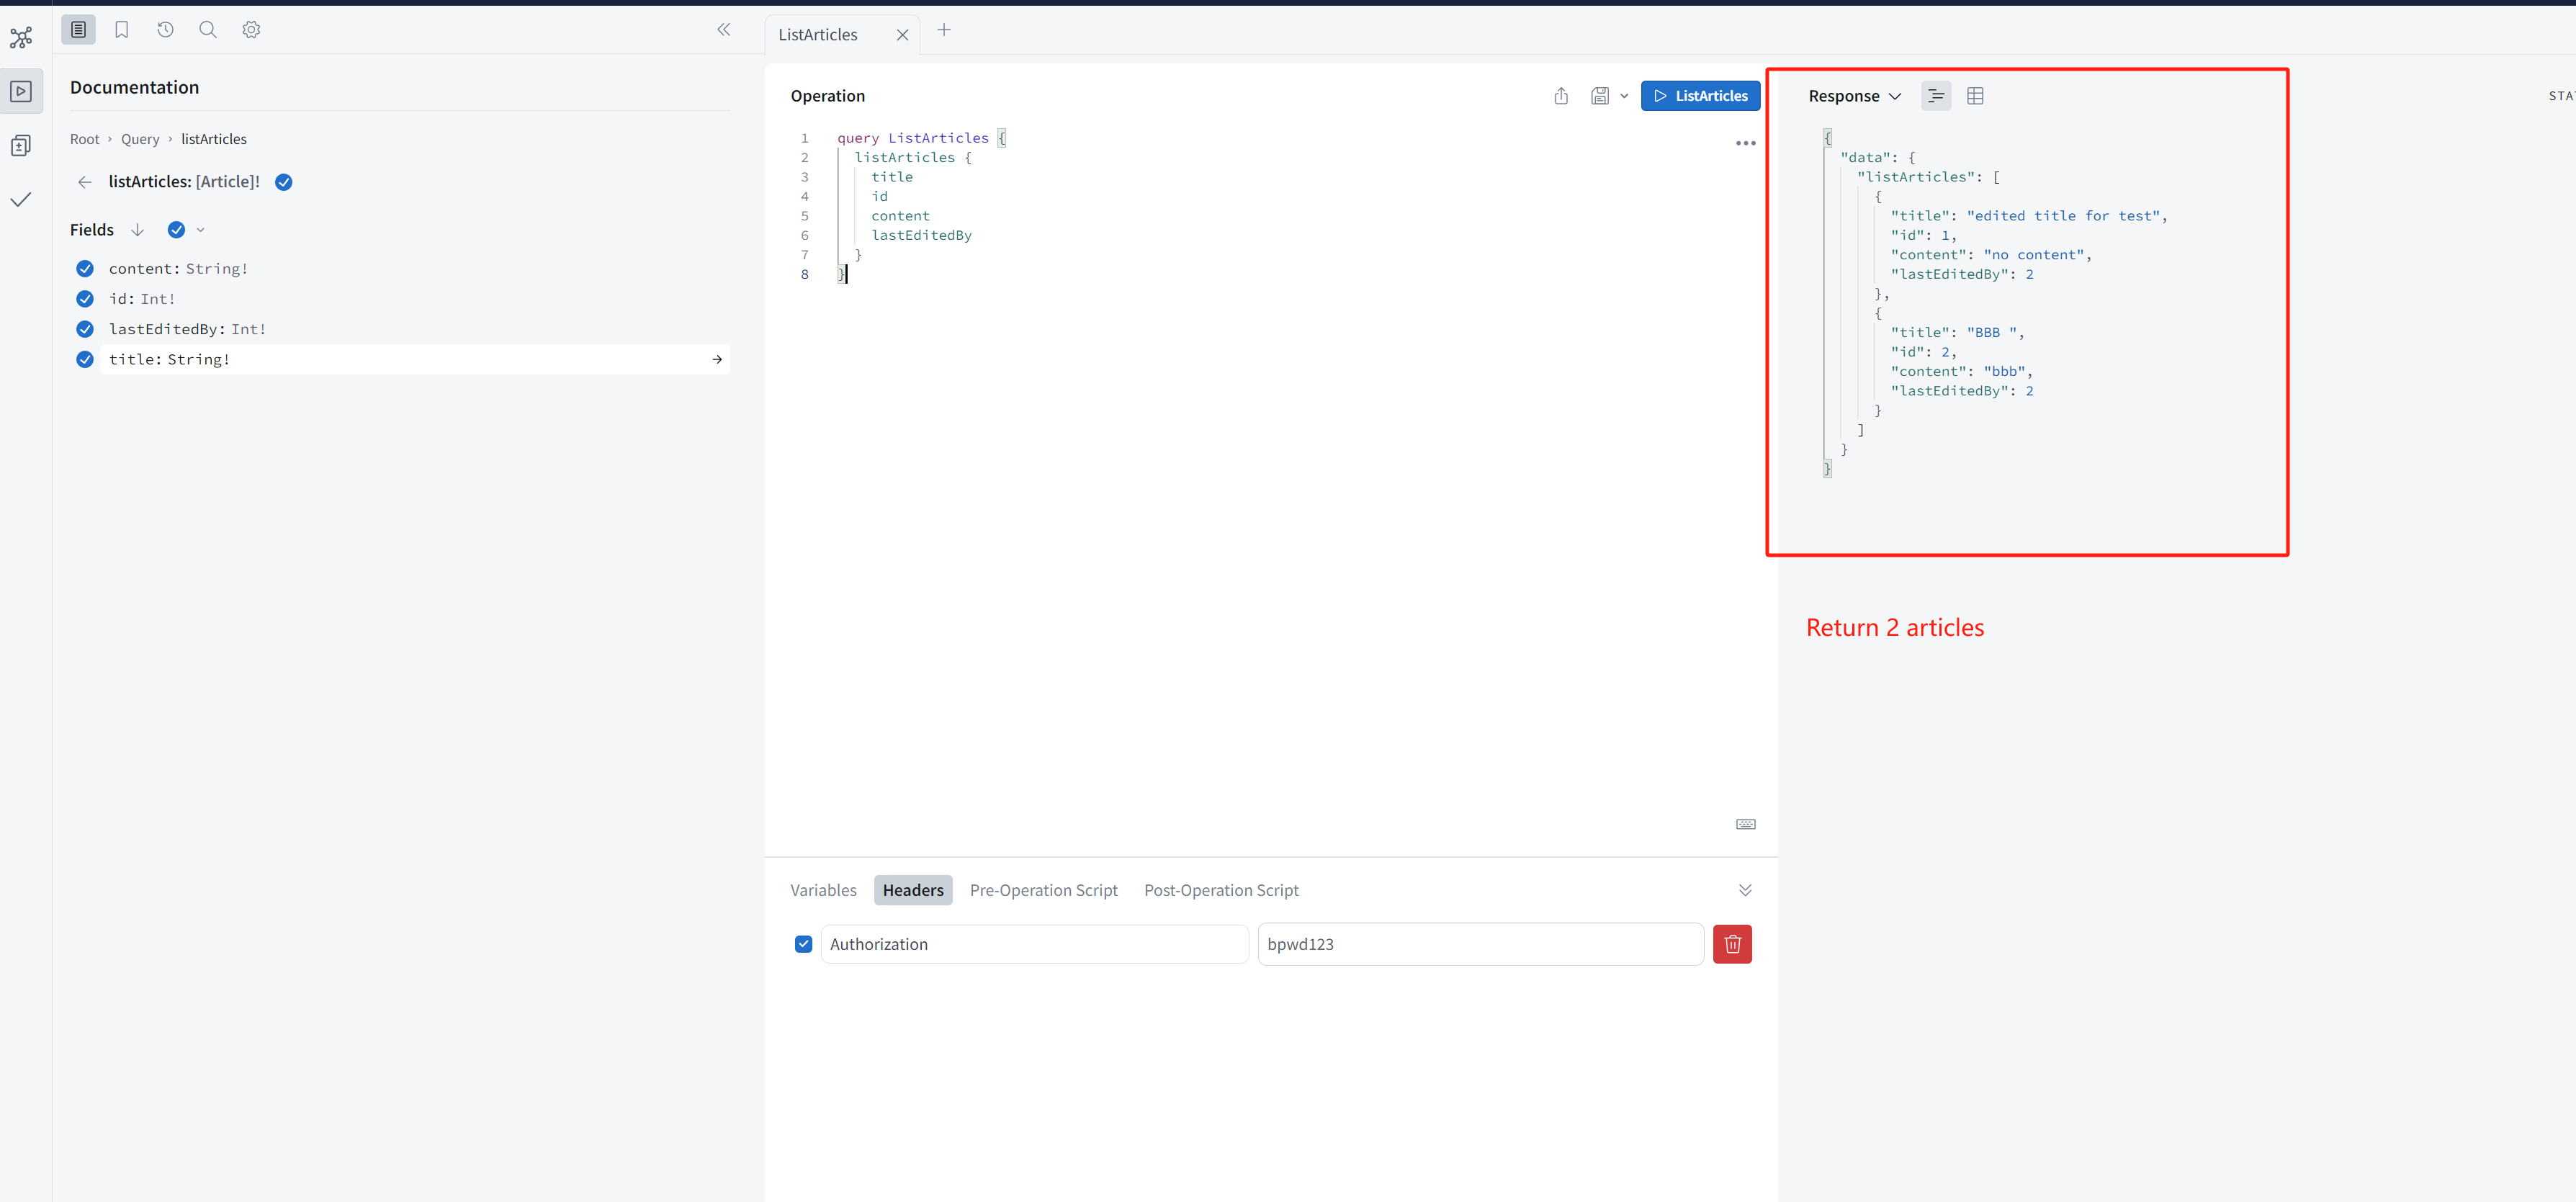 Documentation
Root › Query › listArticles
listArticles: [Article]!
Fields
content: String!
id: Int!
lastEditedBy: Int!
title: String!
ListArticles
Operation
ListArticles
1 query ListArticles {
2 listArticles {
3 title
4 id
5 content
6 lastEditedBy
7 }
8 }
Variables
Headers
Pre-Operation Script
Post-Operation Script
Authorization
bpwd123
Response
STA
{
"data": {
"listArticles": [
{
"title": "edited title for test",
"id": 1,
"content": "no content",
"lastEditedBy": 2
},
{
"title": "BBB ",
"id": 2,
"content": "bbb",
"lastEditedBy": 2
}
]
}
}
Return 2 articles